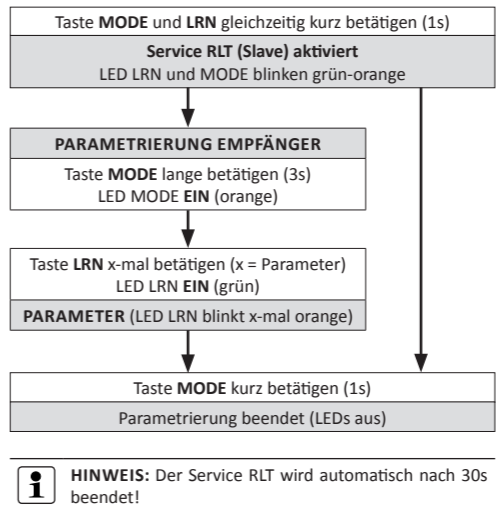 Taste MODE und LRN gleichzeitig kurz betätigen (1s)
Service RLT (Slave) aktiviert
LED LRN und MODE blinken grün-orange
PARAMETRIERUNG EMPFÄNGER
Taste MODE lange betätigen (3s)
LED MODE EIN (orange)
Taste LRN x-mal betätigen (x = Parameter)
LED LRN EIN (grün)
PARAMETER (LED LRN blinkt x-mal orange)
Taste MODE kurz betätigen (1s)
Parametrierung beendet (LEDs aus)
HINWEIS: Der Service RLT wird automatisch nach 30s
beendet!